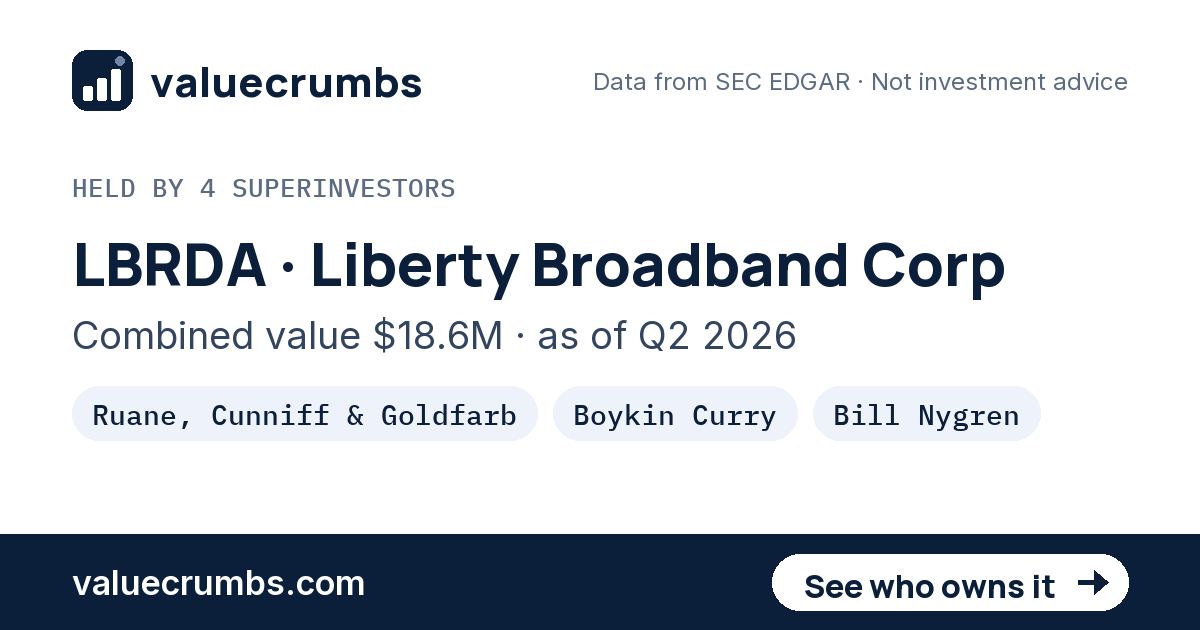 valuecrumbs
Data from SEC EDGAR · Not investment advice
HELD BY 4 SUPERINVESTORS
LBRDA · Liberty Broadband Corp
Combined value $18.6M · as of Q2 2026
Ruane, Cunniff & Goldfarb
Boykin Curry
Bill Nygren
valuecrumbs.com
See who owns it →